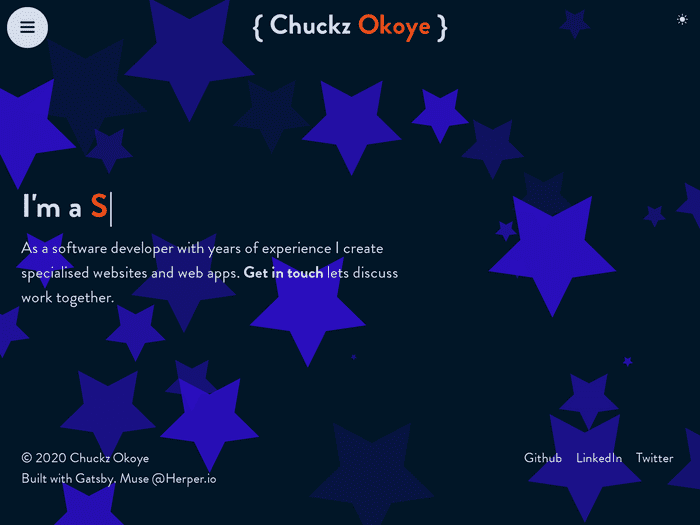 { Chuckz Okoye }
I'm a S
As a software developer with years of experience I create
specialised websites and web apps. Get in touch lets discuss
work together.
© 2020 Chuckz Okoye
Github LinkedIn Twitter
Built with Gatsby. Muse @Herper.io